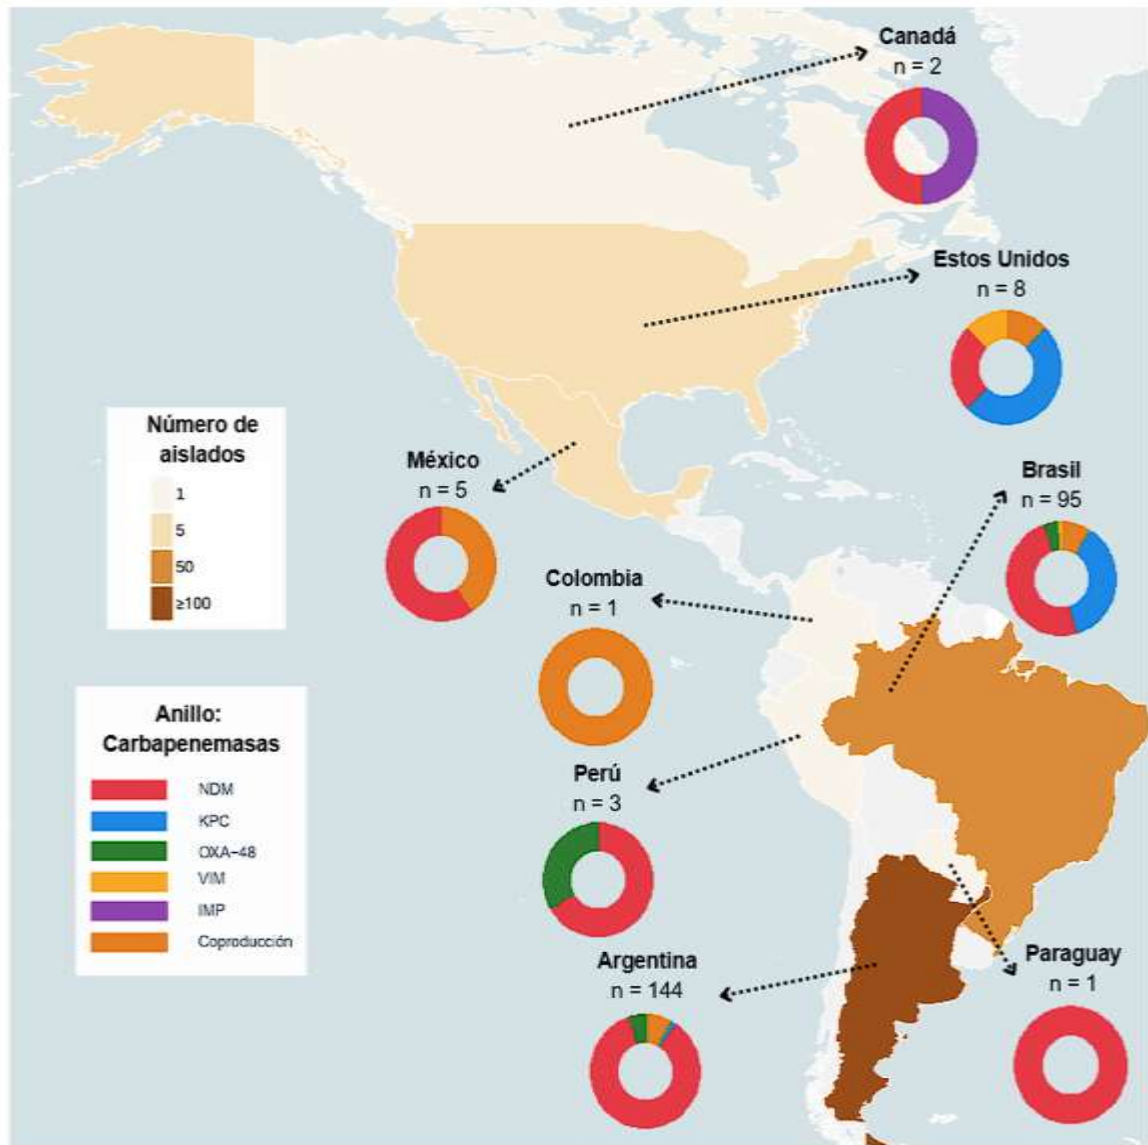 Canadá
n = 2
Estos Unidos
n = 8
Número de
aislados
1
5
50
≥100
México
n = 5
Brasil
n = 95
Colombia
n = 1
Anillo:
Carbapenemasas
NDM
KPC
OXA-48
VIM
IMP
Coproducción
Perú
n = 3
Argentina
n = 144
Paraguay
n = 1